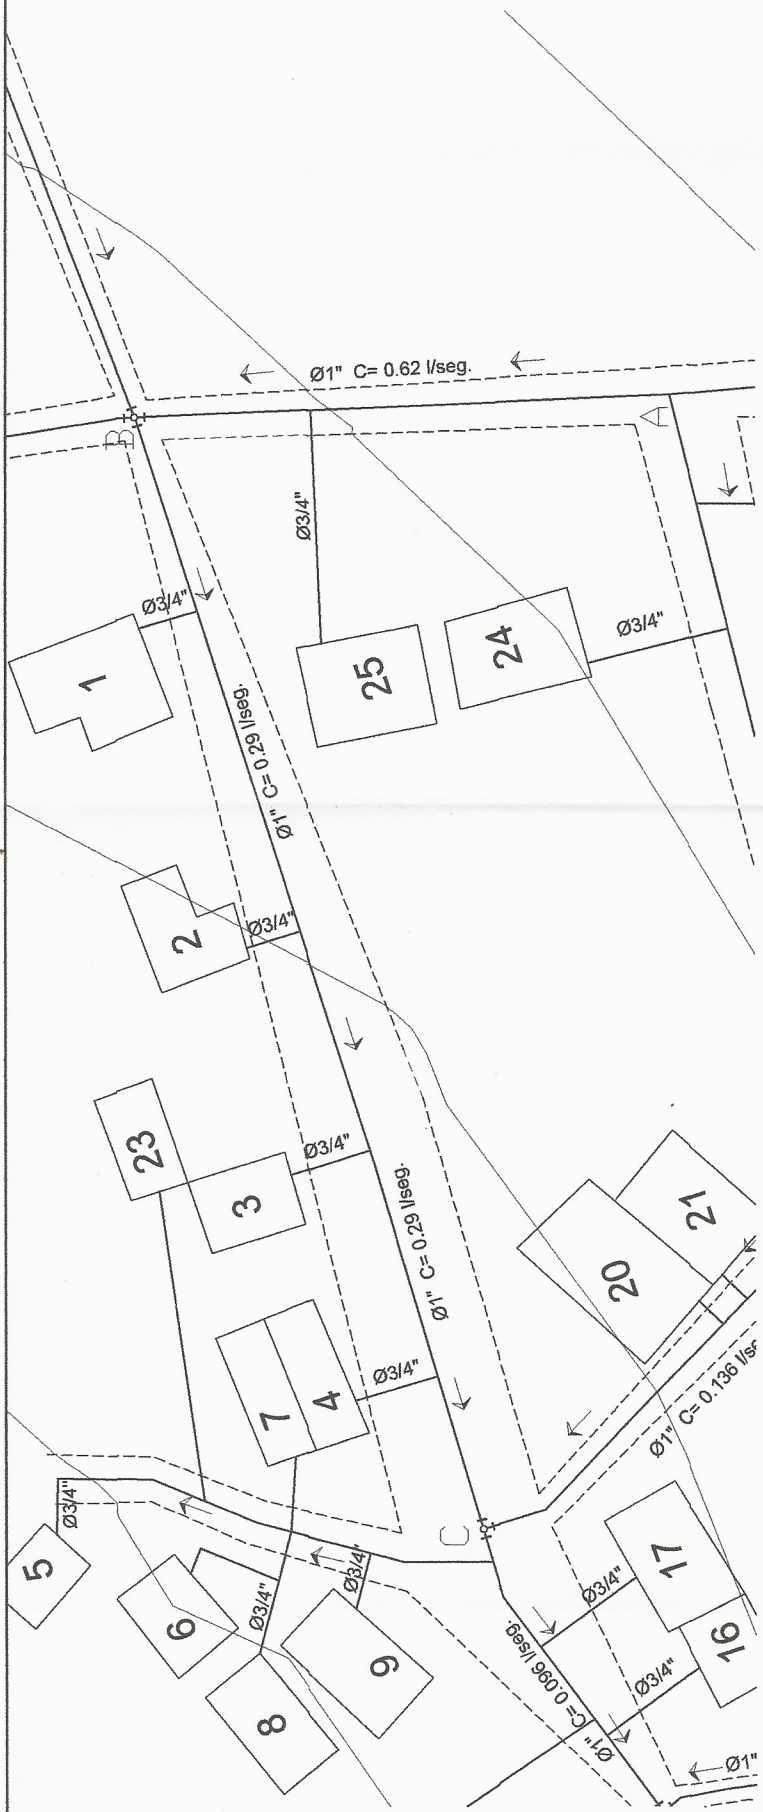 Ø1" C= 0.62 l/seg.
B
A
Ø3/4"
Ø3/4"
1
25
24
Ø3/4"
Ø1" C= 0.29 l/seg.
2
Ø3/4"
23
3
Ø3/4"
Ø1" C= 0.29 l/seg.
21
20
7
4
Ø3/4"
Ø1" C= 0.136 l/se
5
Ø3/4"
C
6
Ø3/4"
Ø3/4"
17
Ø3/4"
9
8
Ø1" C= 0.096 l/seg.
16
Ø3/4"
Ø1"